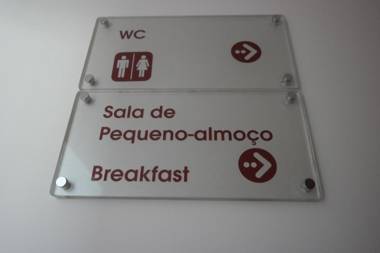 WC
Sala de
Pequeno-almoço
Breakfast